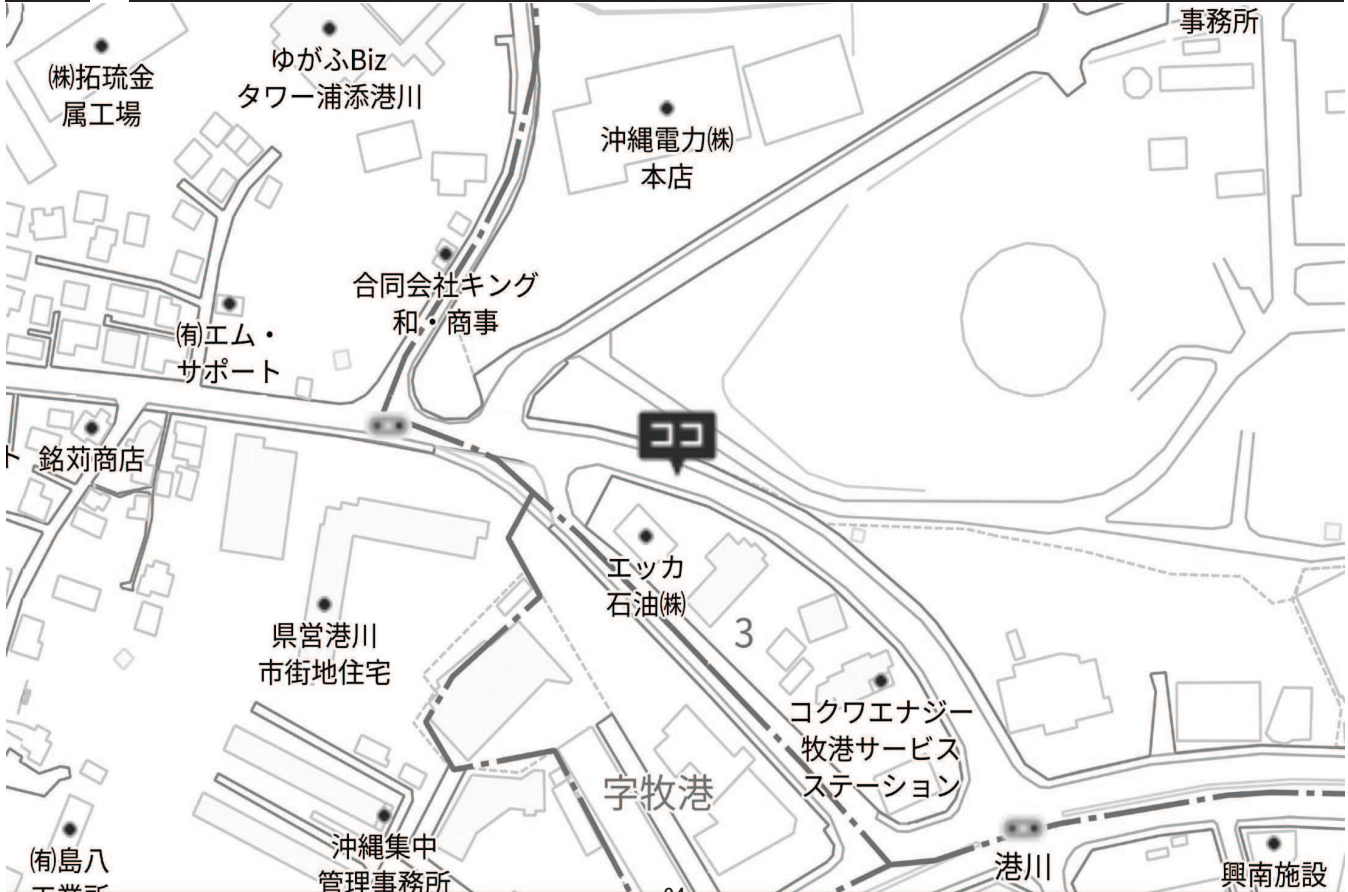 事務所
㈱拓琉金
属工場
ゆがふBiz
タワー浦添港川
沖縄電力㈱
本店
合同会社キング
和・商事
㈲エム・
サポート
ココ
ト
銘苅商店
エッカ
石油㈱
3
県営港川
市街地住宅
コクワエナジー
牧港サービス
ステーション
字牧港
沖縄集中
管理事務所
㈲島八
港川
興南施設